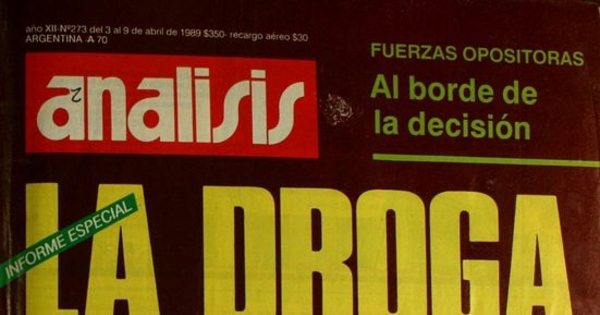 año XII-Nº273 del 3 al 9 de abril de 1989 $350- recargo aéreo $30
ARGENTINA A 70
análisis
FUERZAS OPOSITORAS
Al borde de
la decisión
INFORME ESPECIAL
LA DROGA